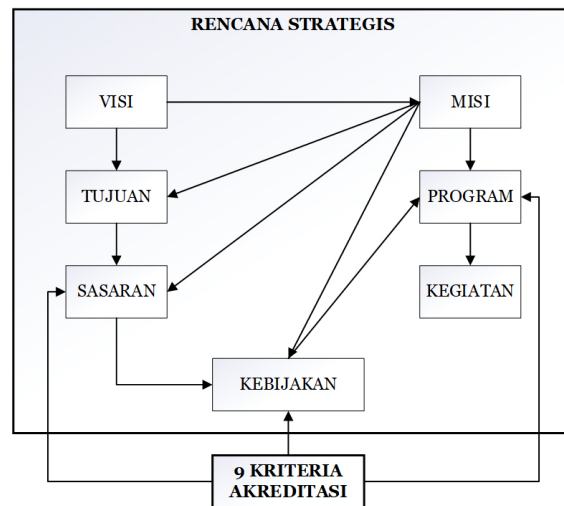 RENCANA STRATEGIS
VISI
MISI
TUJUAN
PROGRAM
SASARAN
KEGIATAN
KEBIJAKAN
9 KRITERIA
AKREDITASI